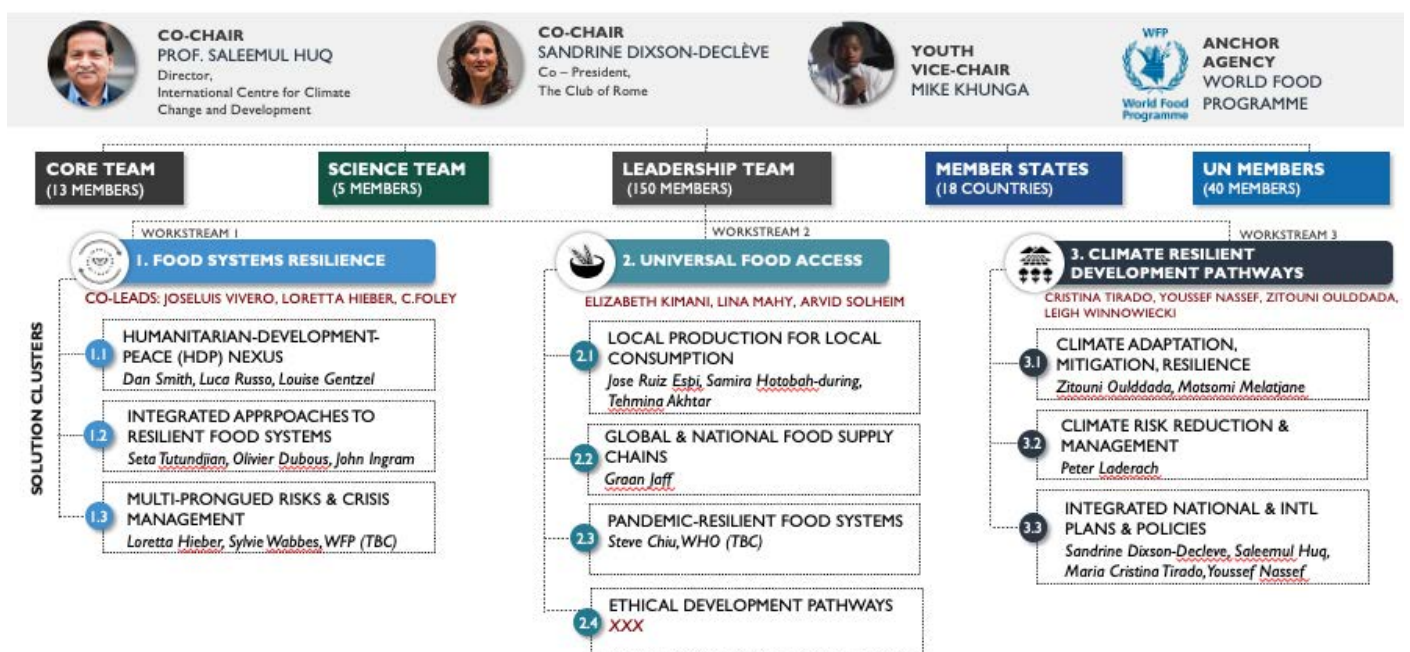 CO-CHAIR
PROF. SALEEMUL HUQ
Director,
International Centre for Climate
Change and Development
CO-CHAIR
SANDRINE DIXSON-DECLÈVE
Co – President,
The Club of Rome
YOUTH
VICE-CHAIR
MIKE KHUNGA
WFP
World Food
Programme
ANCHOR
AGENCY
WORLD FOOD
PROGRAMME
CORE TEAM
(13 MEMBERS)
SCIENCE TEAM
(5 MEMBERS)
LEADERSHIP TEAM
(150 MEMBERS)
MEMBER STATES
(18 COUNTRIES)
UN MEMBERS
(40 MEMBERS)
SOLUTION CLUSTERS
WORKSTREAM 1
1. FOOD SYSTEMS RESILIENCE
CO-LEADS: JOSELUIS VIVERO, LORETTA HIEBER, C.FOLEY
1.1
HUMANITARIAN-DEVELOPMENT-
PEACE (HDP) NEXUS
Dan Smith, Luca Russo, Louise Gentzel
1.2
INTEGRATED APPRPOACHES TO
RESILIENT FOOD SYSTEMS
Seta Tutundjian, Olivier Dubous, John Ingram
1.3
MULTI-PRONGUED RISKS & CRISIS
MANAGEMENT
Loretta Hieber, Sylvie Wabbes, WFP (TBC)
WORKSTREAM 2
2. UNIVERSAL FOOD ACCESS
ELIZABETH KIMANI, LINA MAHY, ARVID SOLHEIM
2.1
LOCAL PRODUCTION FOR LOCAL
CONSUMPTION
Jose Ruiz Espi, Samira Hotobah-during,
Tehmina Akhtar
2.2
GLOBAL & NATIONAL FOOD SUPPLY
CHAINS
Graan Jaff
2.3
PANDEMIC-RESILIENT FOOD SYSTEMS
Steve Chiu, WHO (TBC)
2.4
ETHICAL DEVELOPMENT PATHWAYS
XXX
WORKSTREAM 3
3. CLIMATE RESILIENT
DEVELOPMENT PATHWAYS
CRISTINA TIRADO, YOUSSEF NASSEF, ZITOUNI OULDDADA,
LEIGH WINNOWIECKI
3.1
CLIMATE ADAPTATION,
MITIGATION, RESILIENCE
Zitouni Oulddada, Motsomi Melatjane
3.2
CLIMATE RISK REDUCTION &
MANAGEMENT
Peter Laderach
3.3
INTEGRATED NATIONAL & INTL
PLANS & POLICIES
Sandrine Dixson-Decleve, Saleemul Huq,
Maria Cristina Tirado, Youssef Nassef